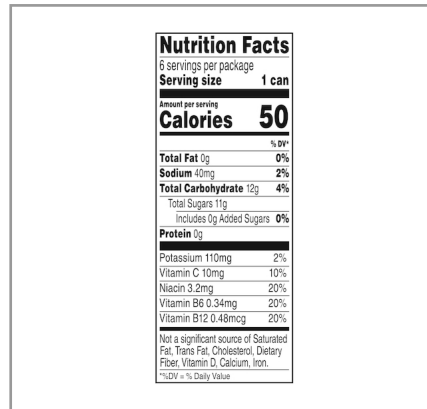 Nutrition Facts
6 servings per package
Serving size 1 can
Amount per serving
Calories 50
% DV*
Total Fat 0g 0%
Sodium 40mg 2%
Total Carbohydrate 12g 4%
Total Sugars 11g
Includes 0g Added Sugars 0%
Protein 0g
Potassium 110mg 2%
Vitamin C 10mg 10%
Niacin 3.2mg 20%
Vitamin B6 0.34mg 20%
Vitamin B12 0.48mcg 20%
Not a significant source of Saturated
Fat, Trans Fat, Cholesterol, Dietary
Fiber, Vitamin D, Calcium, Iron.
*%DV = % Daily Value